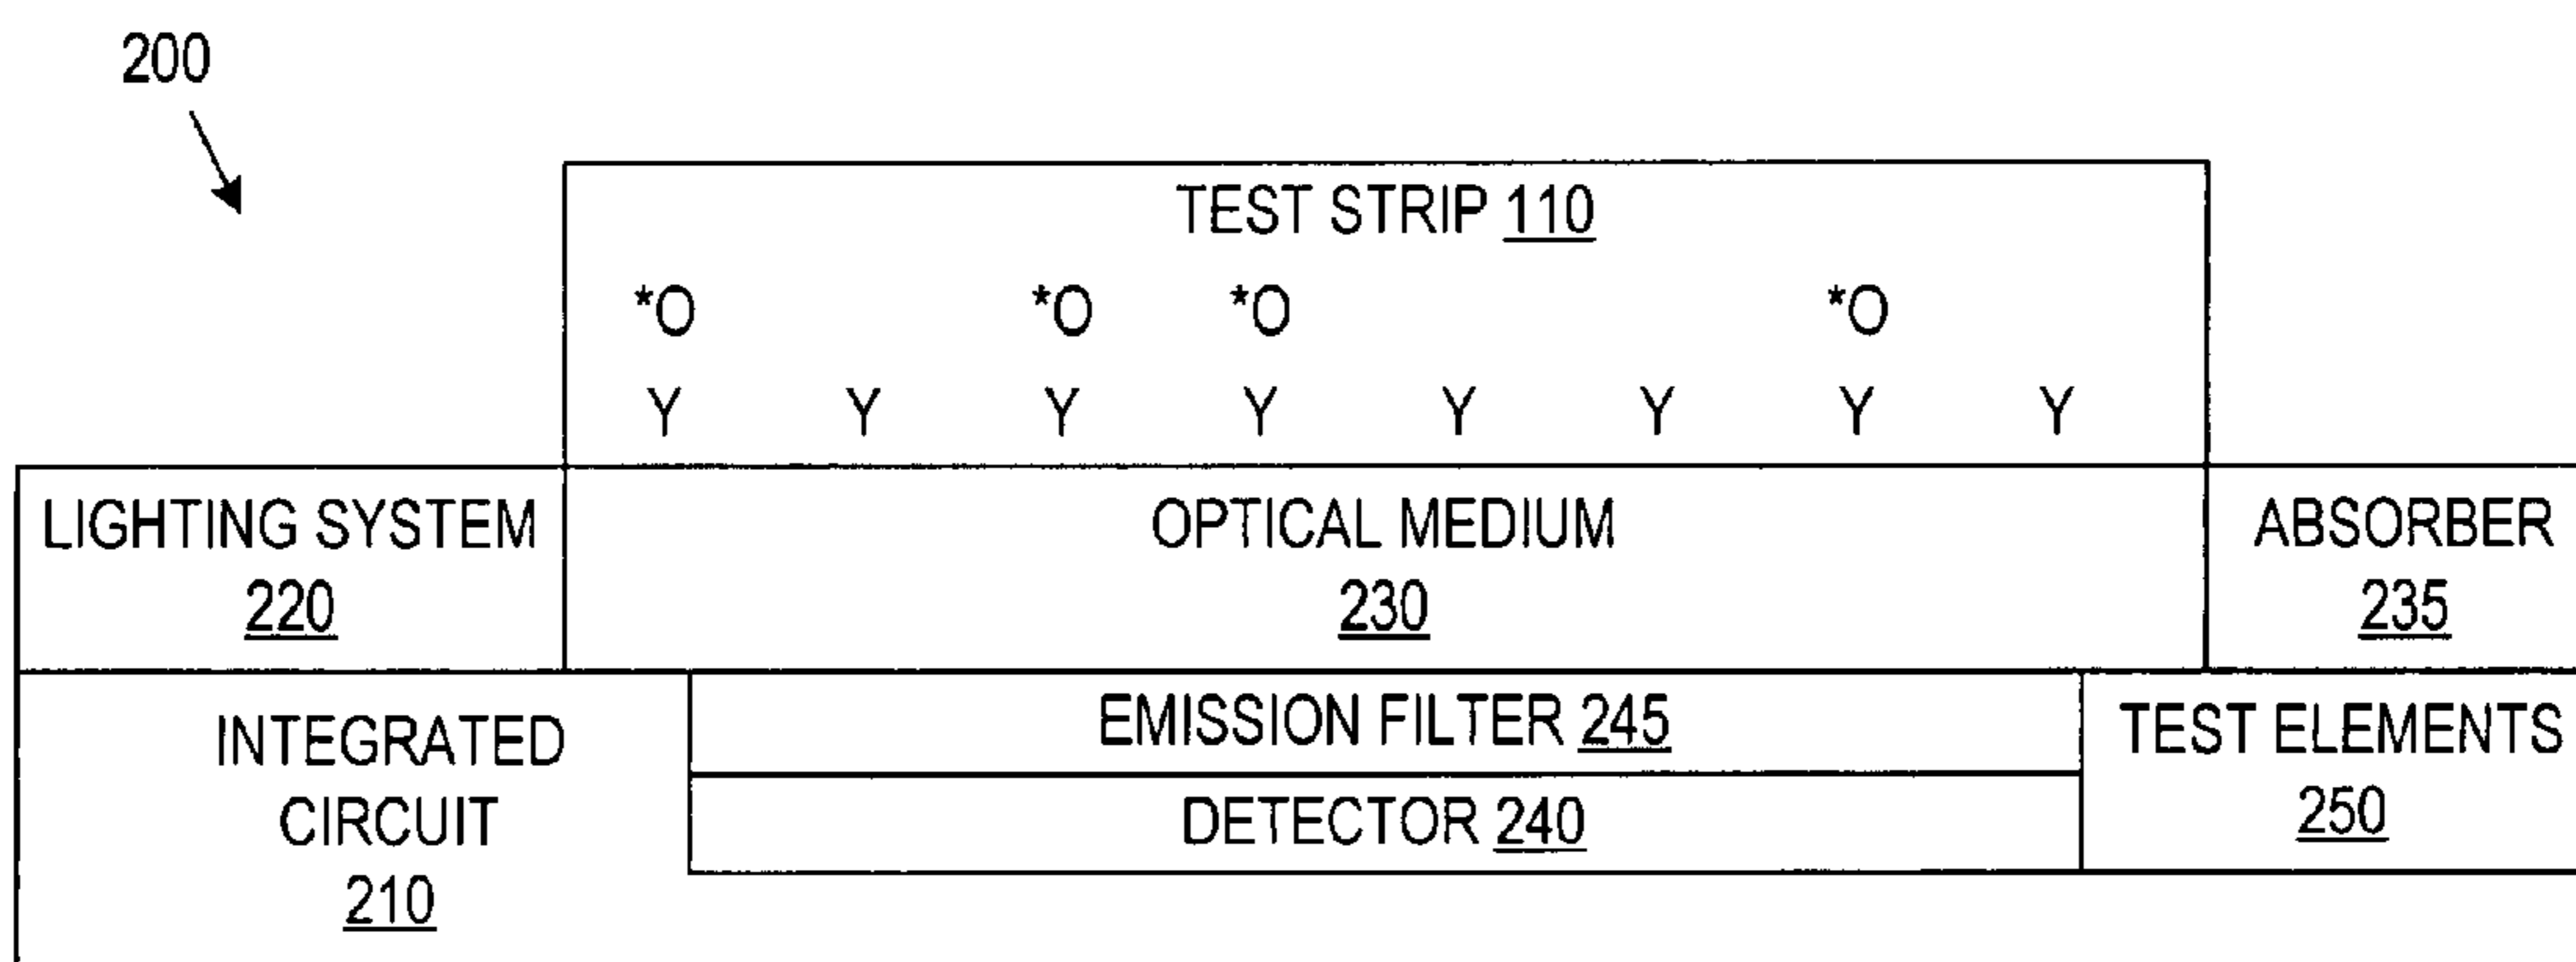 200
TEST STRIP 110
*O *O *O *O
Y Y Y Y Y Y Y Y
LIGHTING SYSTEM
220
OPTICAL MEDIUM
230
ABSORBER
235
INTEGRATED
CIRCUIT
210
EMISSION FILTER 245
DETECTOR 240
TEST ELEMENTS
250